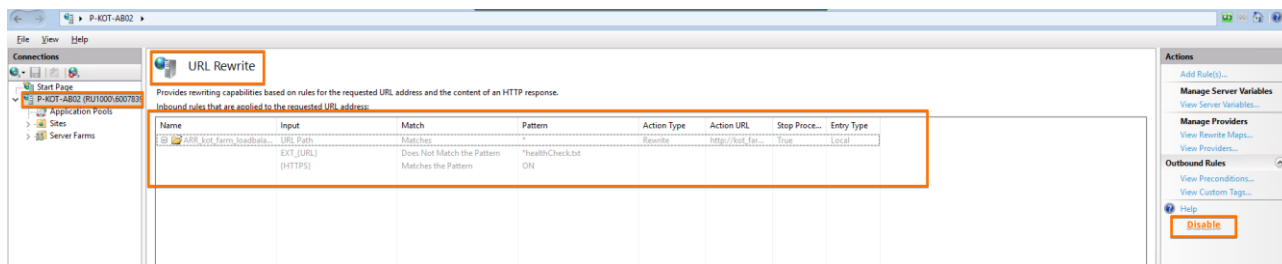 P-KOT-AB02
File View Help
Connections
Start Page
P-KOT-AB02 (RU1000\6007839
Application Pools
Sites
Server Farms
URL Rewrite
Provides rewriting capabilities based on rules for the requested URL address and the content of an HTTP response.
Inbound rules that are applied to the requested URL address:
Name Input Match Pattern Action Type Action URL Stop Proce... Entry Type
ARR_kot_farm_loadbala... URL Path Matches * Rewrite http://kot_far... True Local
EXT_{URL} Does Not Match the Pattern *healthCheck.txt
{HTTPS} Matches the Pattern ON
Actions
Add Rule(s)...
Manage Server Variables
View Server Variables...
Manage Providers
View Rewrite Maps...
View Providers...
Outbound Rules
View Preconditions...
View Custom Tags...
Help
Disable